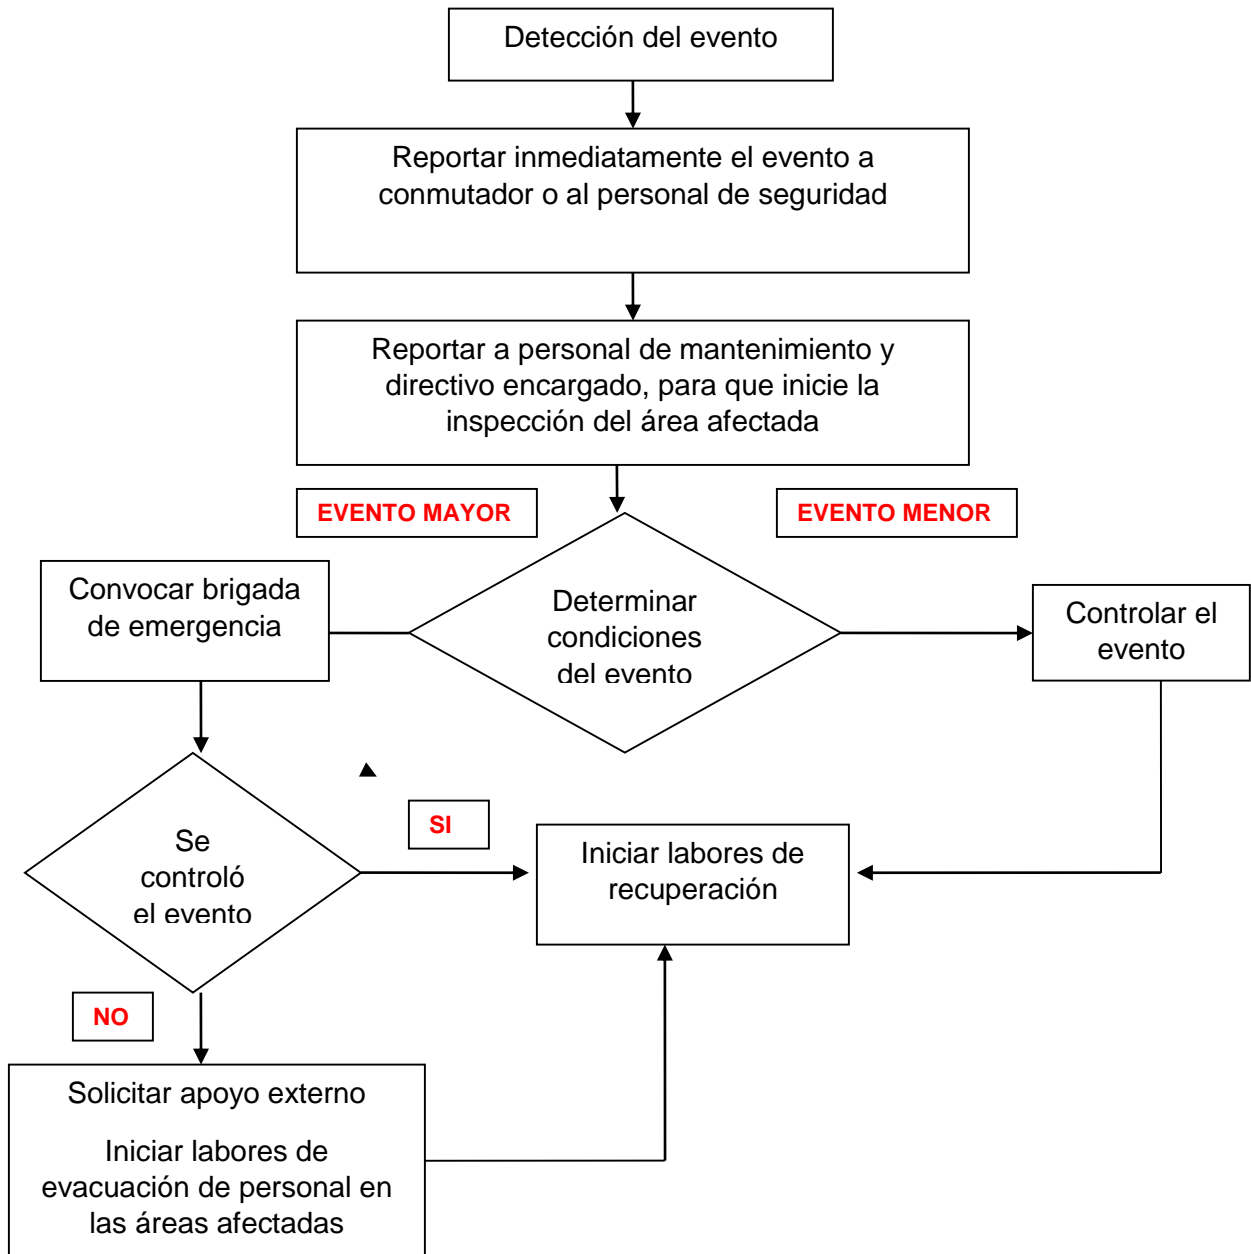 Detección del evento
Reportar inmediatamente el evento a
conmutador o al personal de seguridad
Reportar a personal de mantenimiento y
directivo encargado, para que inicie la
inspección del área afectada
EVENTO MAYOR
EVENTO MENOR
Convocar brigada
de emergencia
Determinar
condiciones
del evento
Controlar el
evento
Se
controló
el evento
SI
Iniciar labores de
recuperación
NO
Solicitar apoyo externo
Iniciar labores de
evacuación de personal en
las áreas afectadas